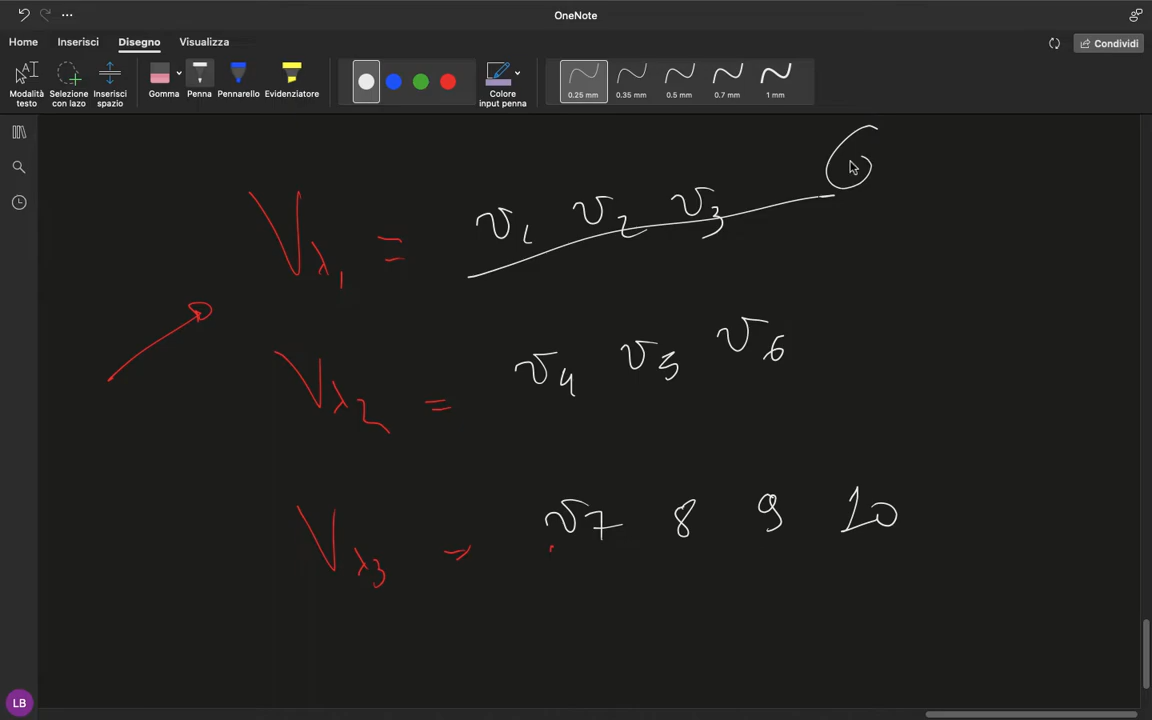 OneNote
Home Inserisci Disegno Visualizza
Condividi
Modalità testo
Selezione con lazo
Inserisci spazio
Gomma
Penna
Pennarello
Evidenziatore
Colore input penna
0.25 mm
0.35 mm
0.5 mm
0.7 mm
1 mm
6
Vλ1 = v1 v2 v3
Vλ2 = v4 v5 v6
Vλ3 = v7 8 9 10
LB